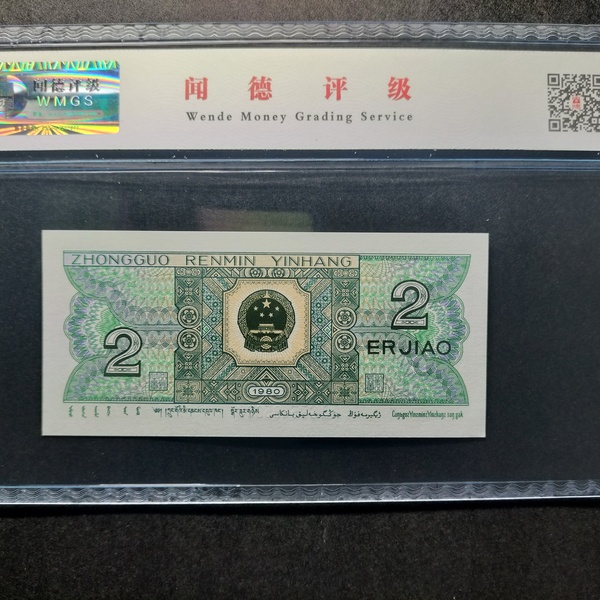 闻德评级
WMGS
闻 德 评 级
Wende Money Grading Service
ZHONGGUO RENMIN YINHANG
2
2
ERJIAO
1980